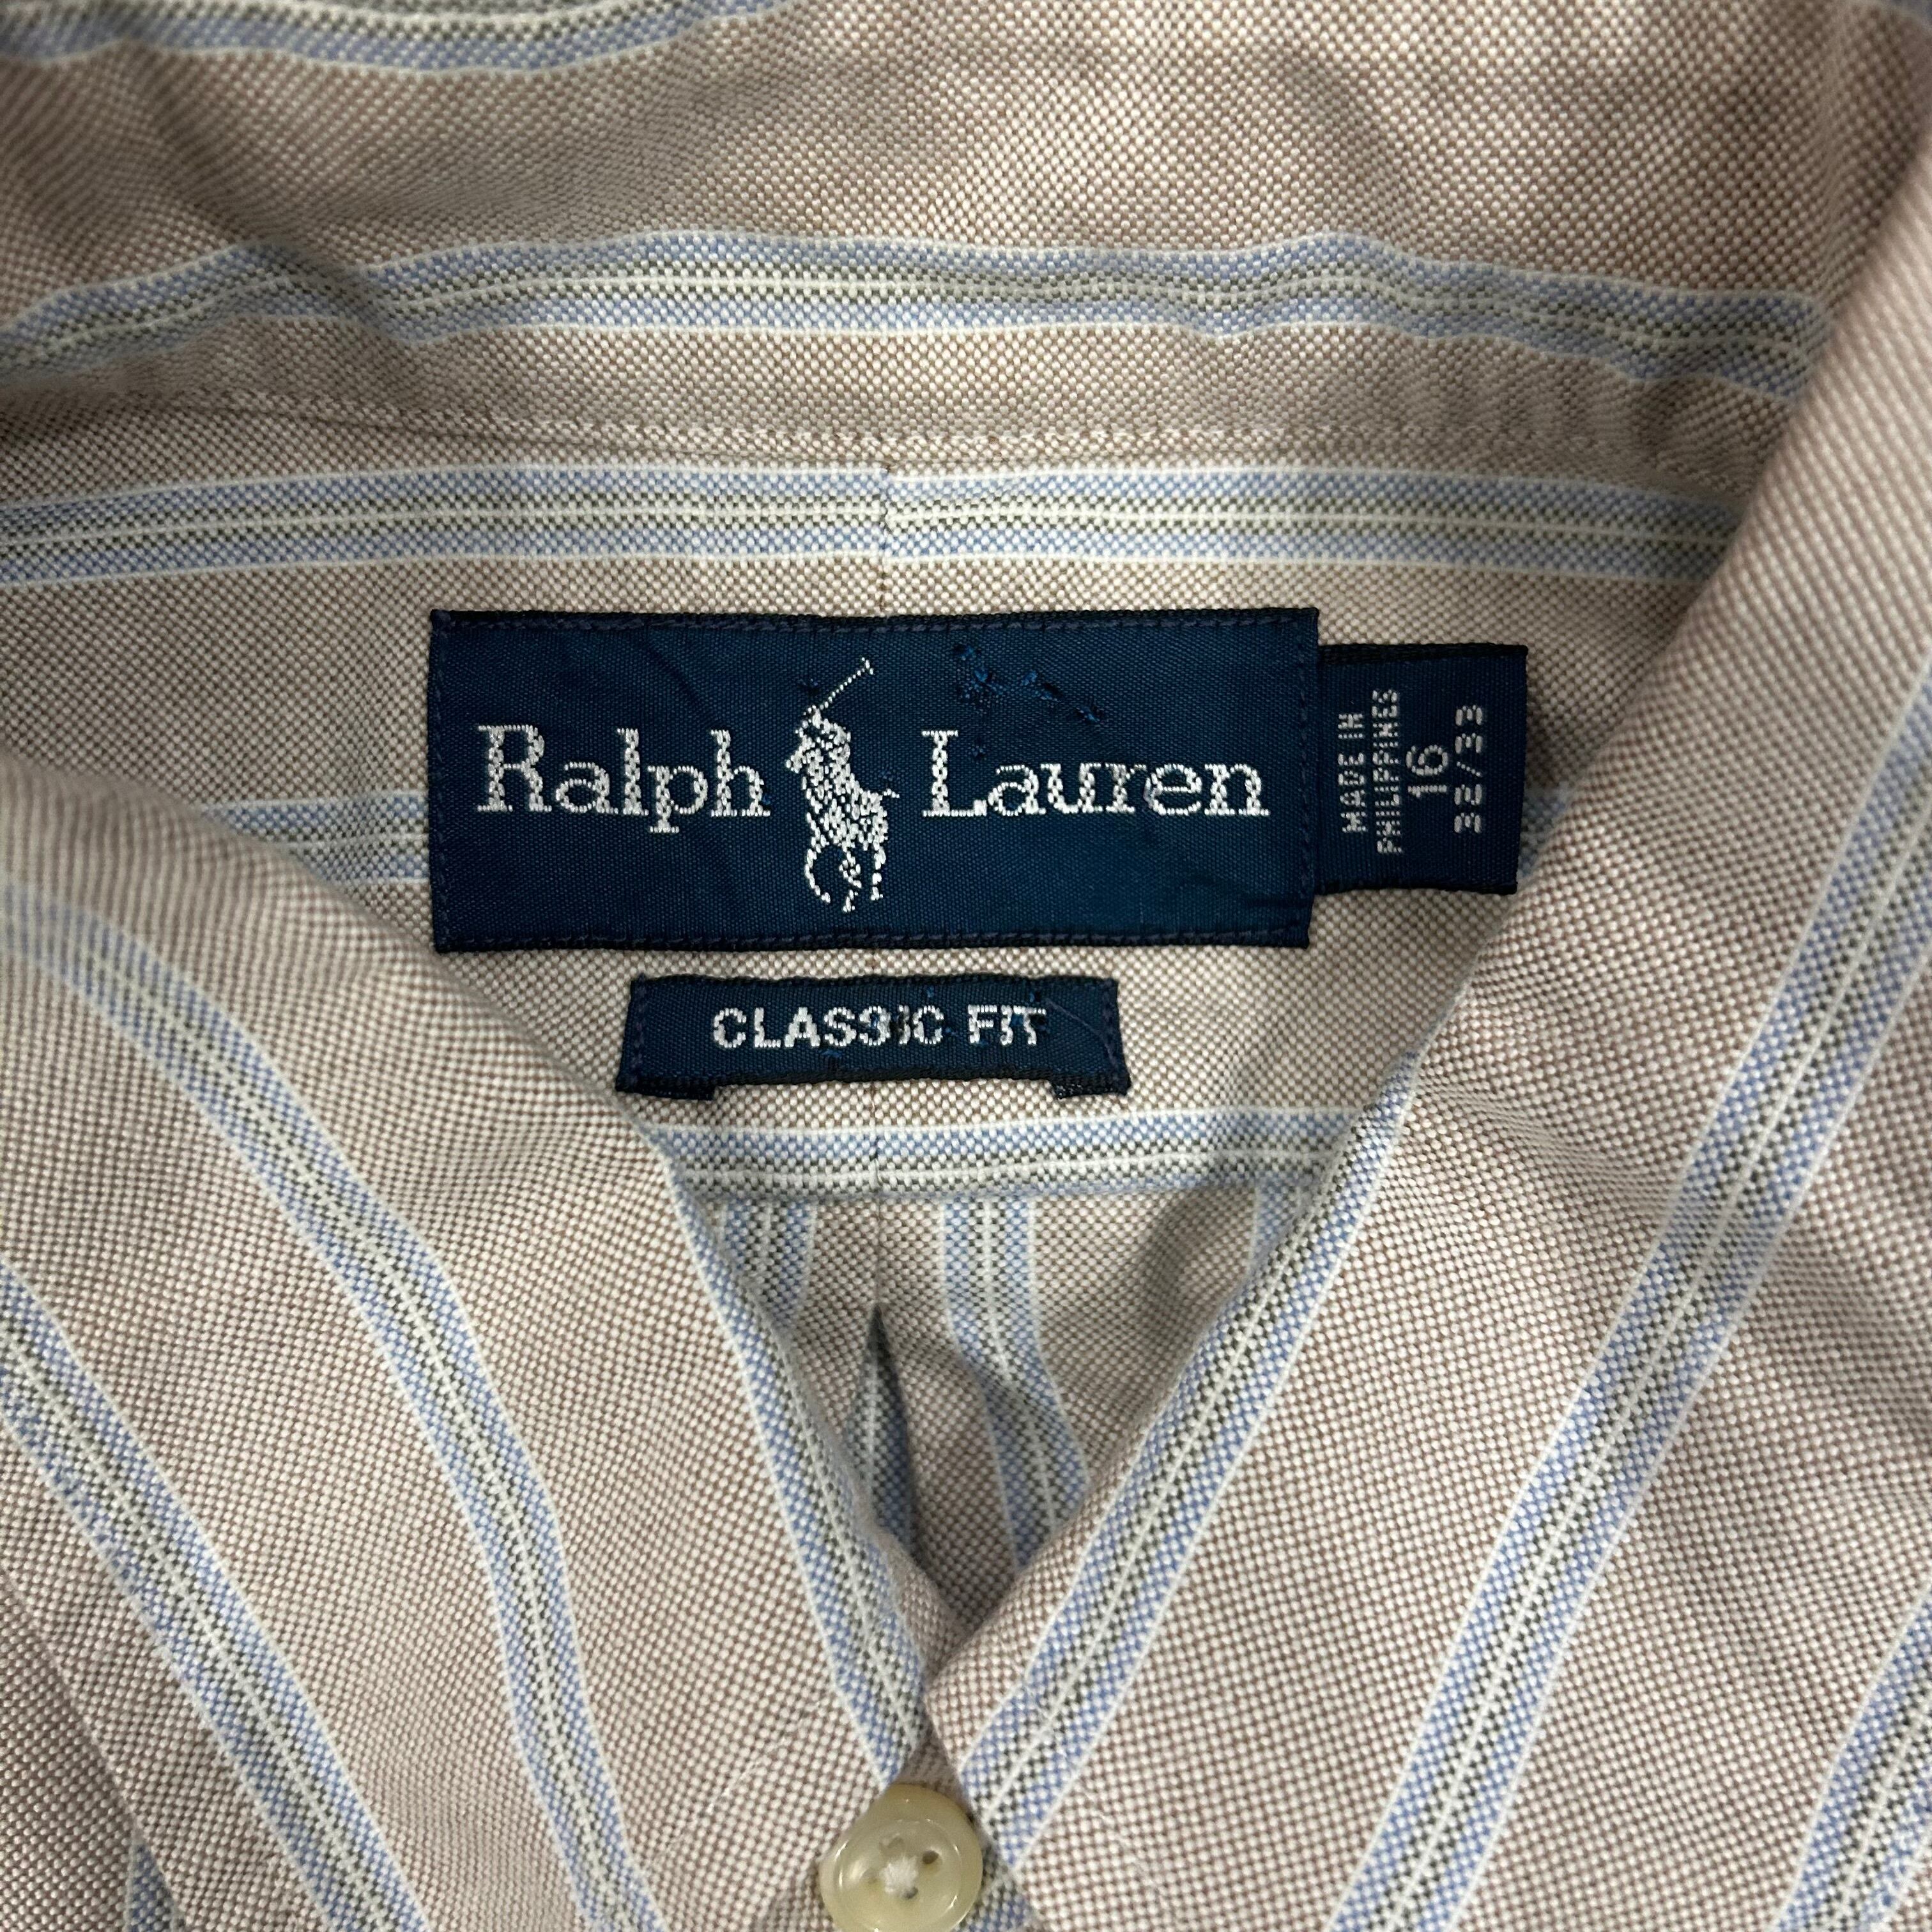 Ralph Lauren
MADE IN
PHILIPPINES
16
32/33
CLASSIC FIT